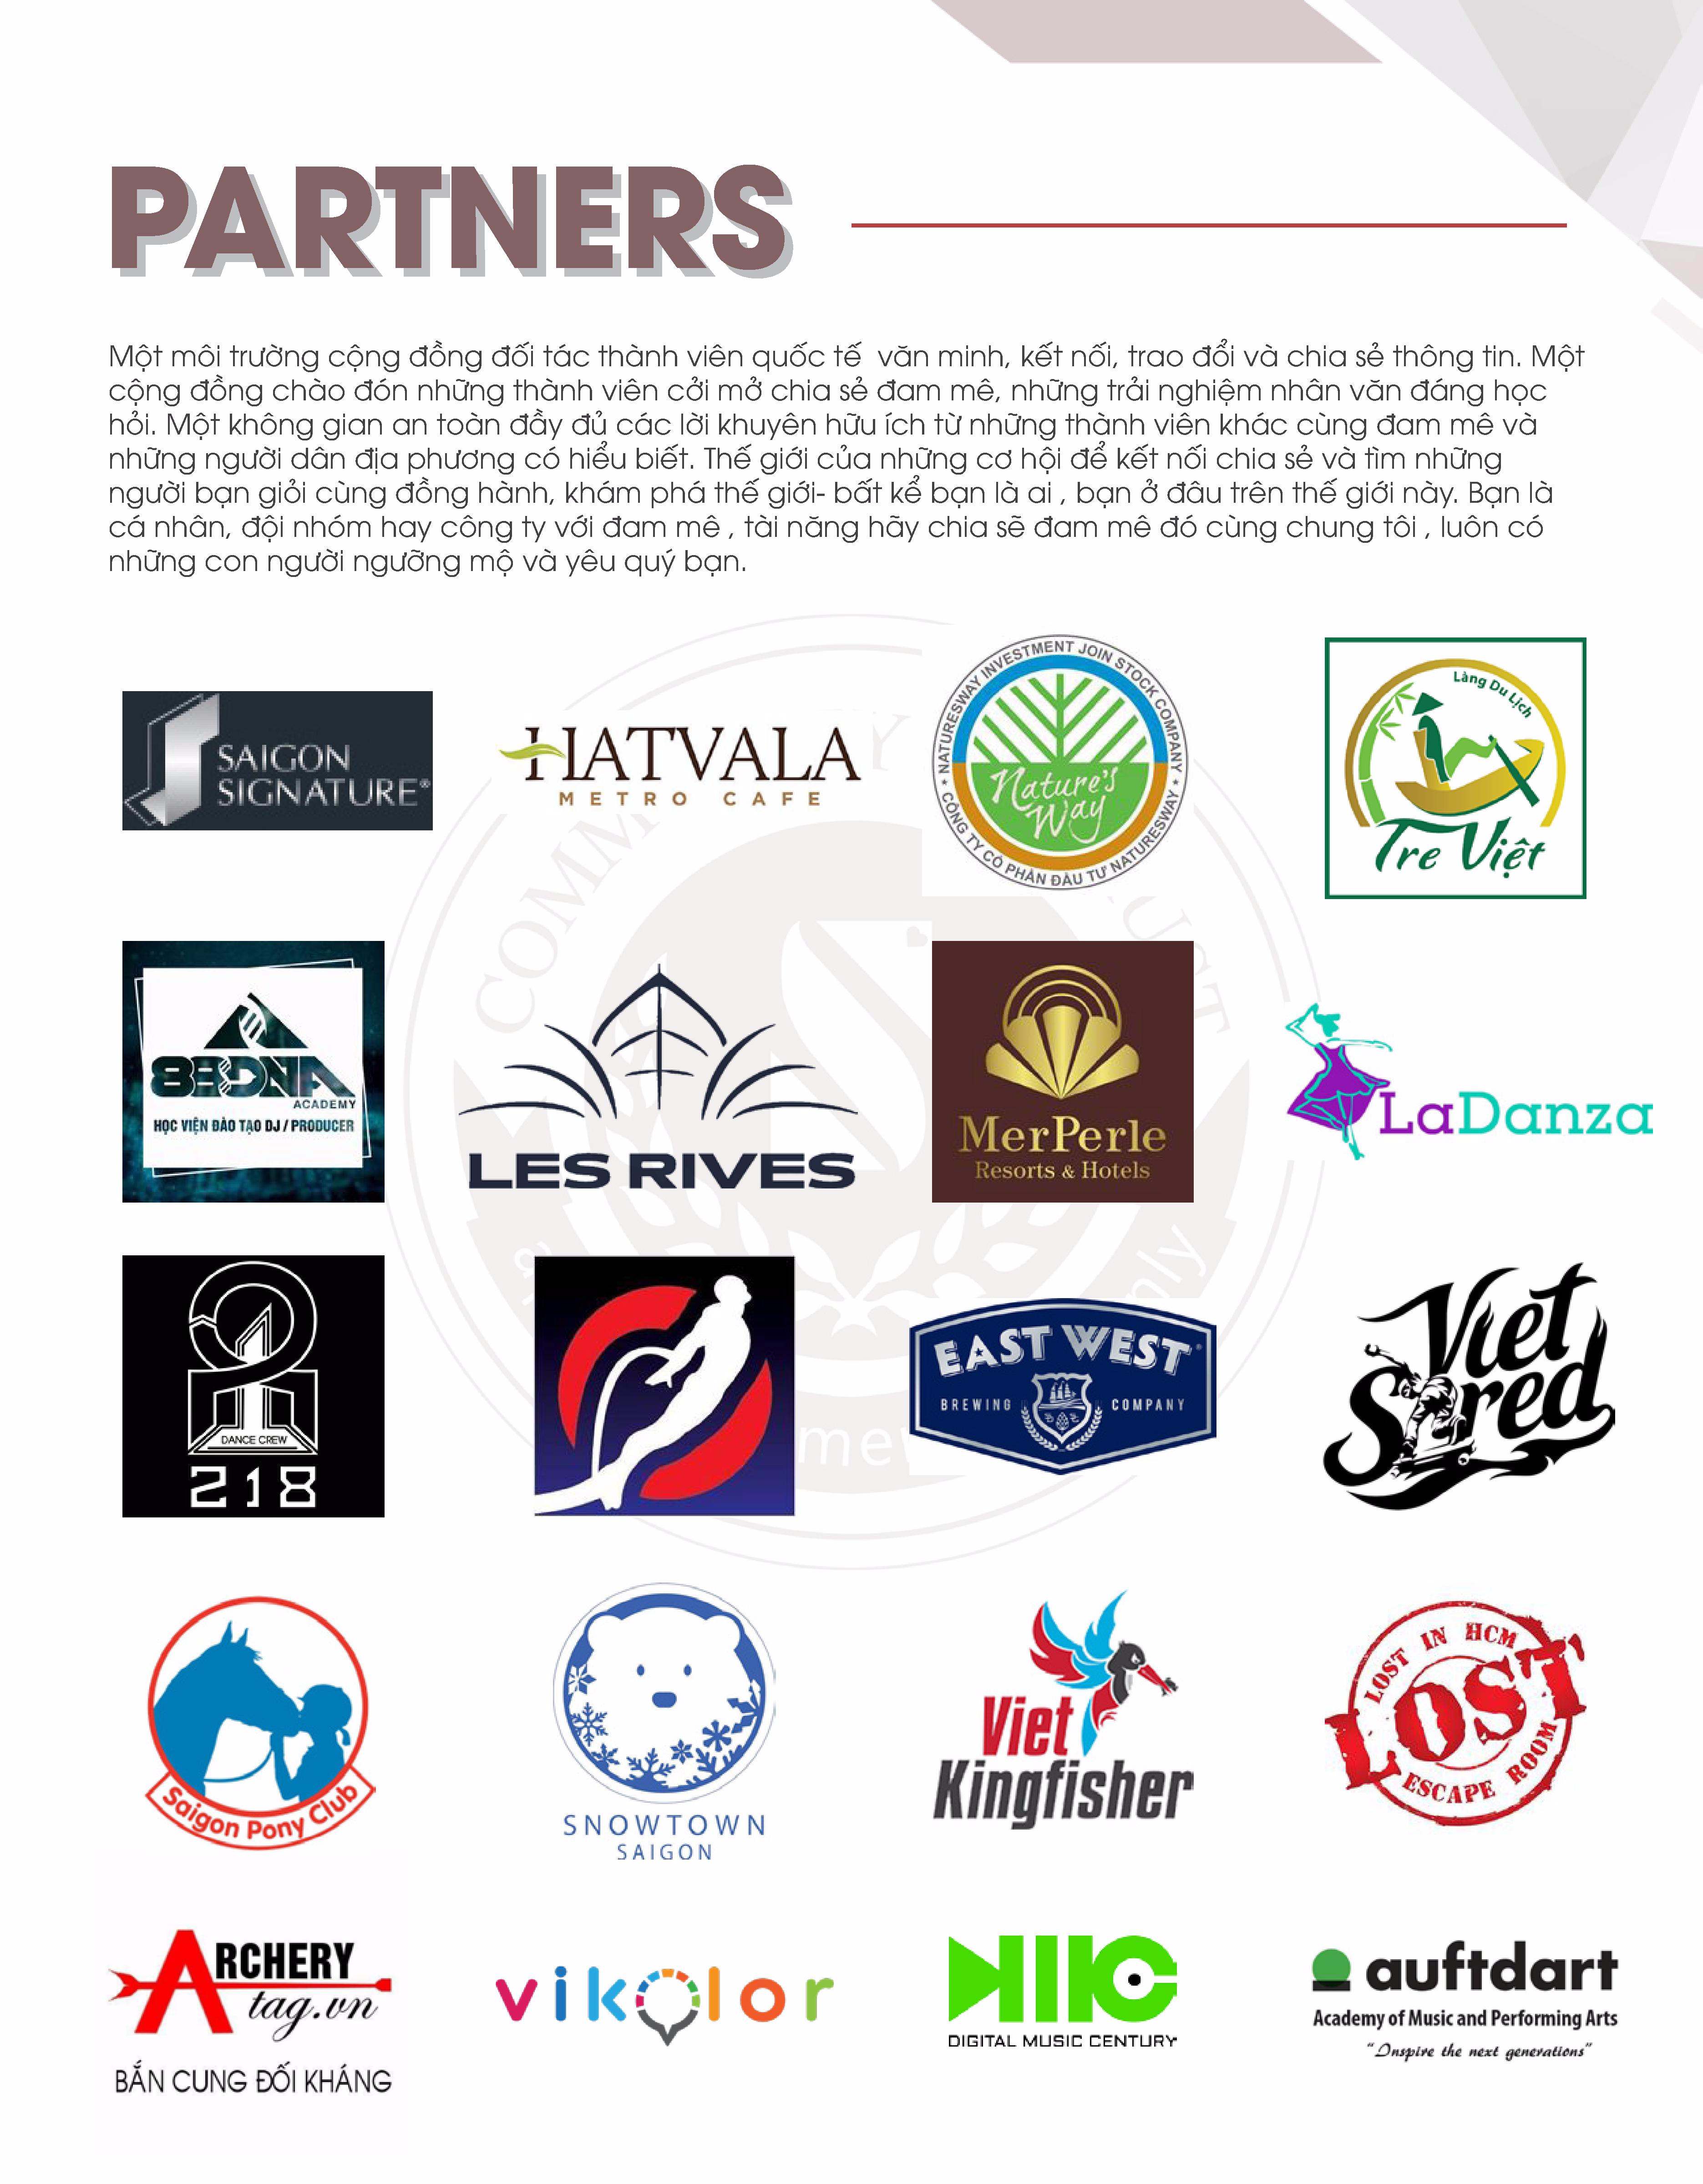 PARTNERS
Một môi trường cộng đồng đối tác thành viên quốc tế văn minh, kết nối, trao đổi và chia sẻ thông tin. Một
cộng đồng chào đón những thành viên cởi mở chia sẻ đam mê, những trải nghiệm nhân văn đáng học
hỏi. Một không gian an toàn đầy đủ các lời khuyên hữu ích từ những thành viên khác cùng đam mê và
những người dân địa phương có hiểu biết. Thế giới của những cơ hội để kết nối chia sẻ và tìm những
người bạn giỏi cùng đồng hành, khám phá thế giới- bất kể bạn là ai , bạn ở đâu trên thế giới này. Bạn là
cá nhân, đội nhóm hay công ty với đam mê , tài năng hãy chia sẽ đam mê đó cùng chung tôi , luôn có
những con người ngưỡng mộ và yêu quý bạn.
SAIGON
SIGNATURE®
HATVALA
METRO CAFE
NATURESWAY INVESTMENT JOIN STOCK COMPANY
Nature's
Way
CÔNG TY CỔ PHẦN ĐẦU TƯ NATURESWAY
Làng Du Lịch
Tre Việt
ACADEMY
HỌC VIỆN ĐÀO TẠO DJ / PRODUCER
LES RIVES
MerPerle
Resorts & Hotels
LaDanza
DANCE CREW
218
EAST WEST
BREWING COMPANY
Viet
Saigon Pony Club
SNOWTOWN
SAIGON
Viet
Kingfisher
LOST IN HCM
LOST
ESCAPE ROOM
ARCHERY
tag.vn
BẮN CUNG ĐỐI KHÁNG
vikolor
DIGITAL MUSIC CENTURY
auftdart
Academy of Music and Performing Arts
"Inspire the next generations"